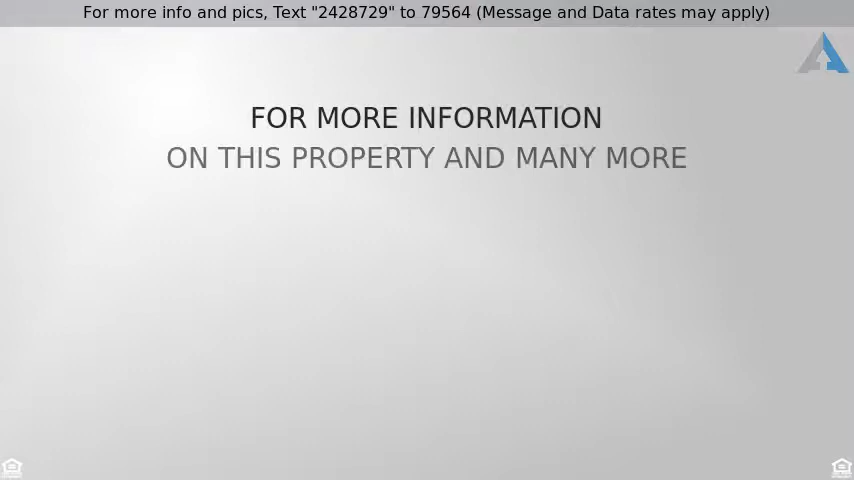 For more info and pics, Text "2428729" to 79564 (Message and Data rates may apply)
FOR MORE INFORMATION
ON THIS PROPERTY AND MANY MORE